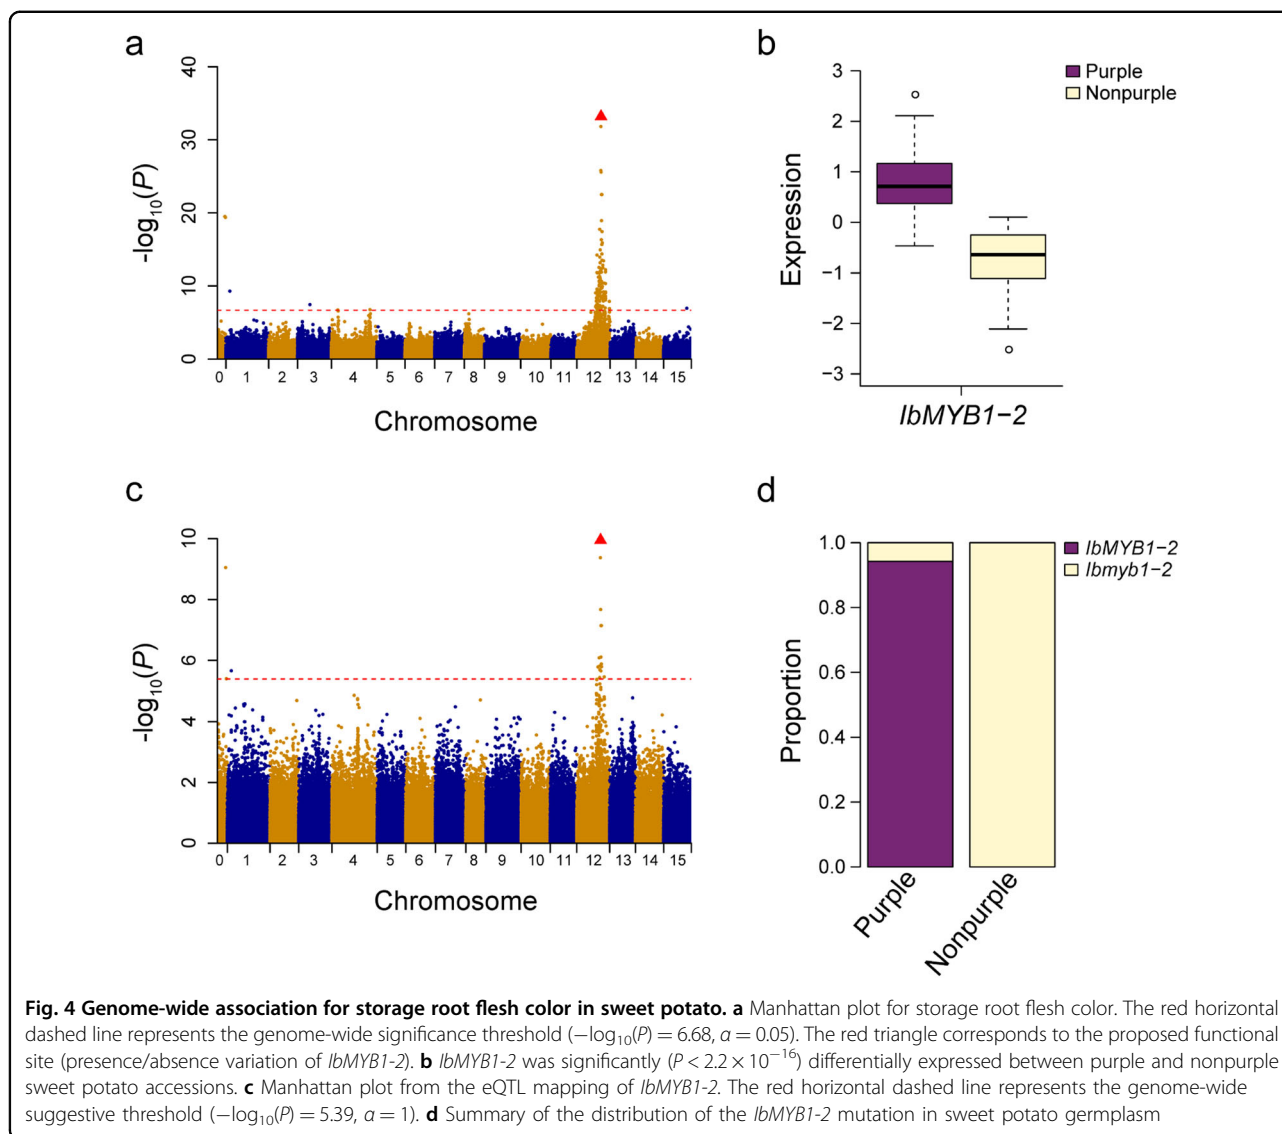 a
40
30
20
10
0
-log10(P)
0 1 2 3 4 5 6 7 8 9 10 11 12 13 14 15
Chromosome
b
Purple
Nonpurple
3
2
1
0
−1
−2
−3
Expression
IbMYB1−2
c
10
8
6
4
2
0
-log10(P)
0 1 2 3 4 5 6 7 8 9 10 11 12 13 14 15
Chromosome
d
IbMYB1−2
Ibmyb1−2
1.0
0.8
0.6
0.4
0.2
0.0
Proportion
Purple
Nonpurple
Fig. 4 Genome-wide association for storage root flesh color in sweet potato. a Manhattan plot for storage root flesh color. The red horizontal
dashed line represents the genome-wide significance threshold (−log10(P) = 6.68, α = 0.05). The red triangle corresponds to the proposed functional
site (presence/absence variation of IbMYB1-2). b IbMYB1-2 was significantly (P < 2.2 × 10−16) differentially expressed between purple and nonpurple
sweet potato accessions. c Manhattan plot from the eQTL mapping of IbMYB1-2. The red horizontal dashed line represents the genome-wide
suggestive threshold (−log10(P) = 5.39, α = 1). d Summary of the distribution of the IbMYB1-2 mutation in sweet potato germplasm